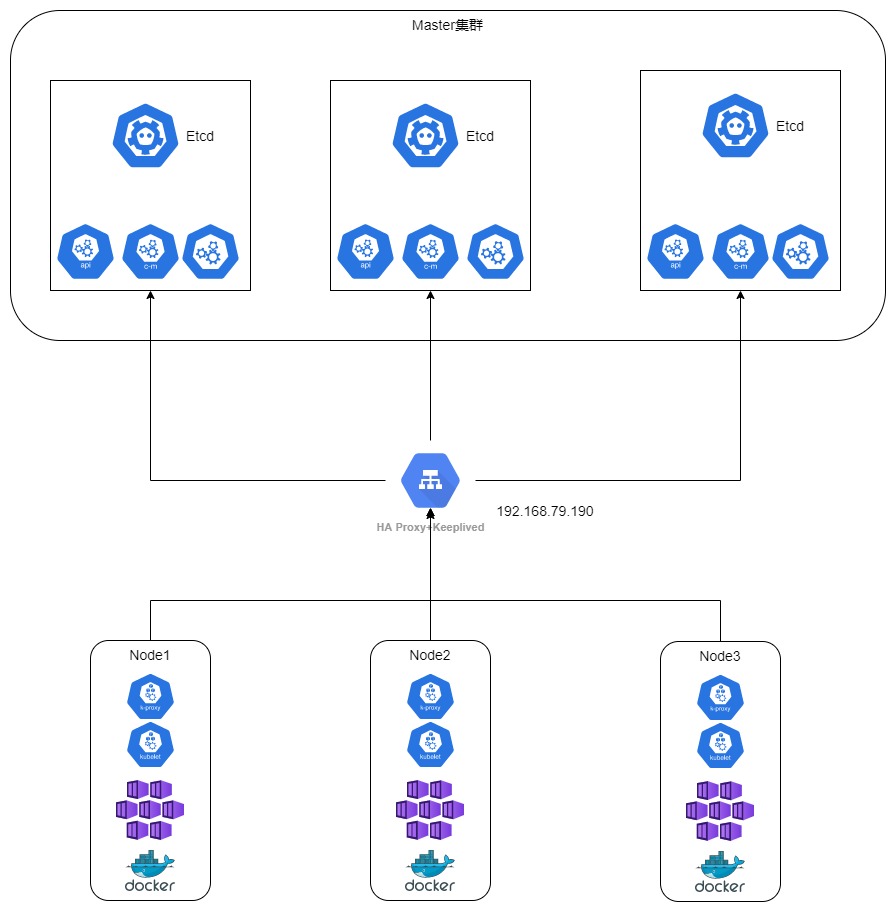 Master集群
Etcd
Etcd
Etcd
api
c-m
api
c-m
api
c-m
HA Proxy+Keeplived
192.168.79.190
Node1
Node2
Node3
k-proxy
k-proxy
k-proxy
kubelet
kubelet
kubelet
docker
docker
docker